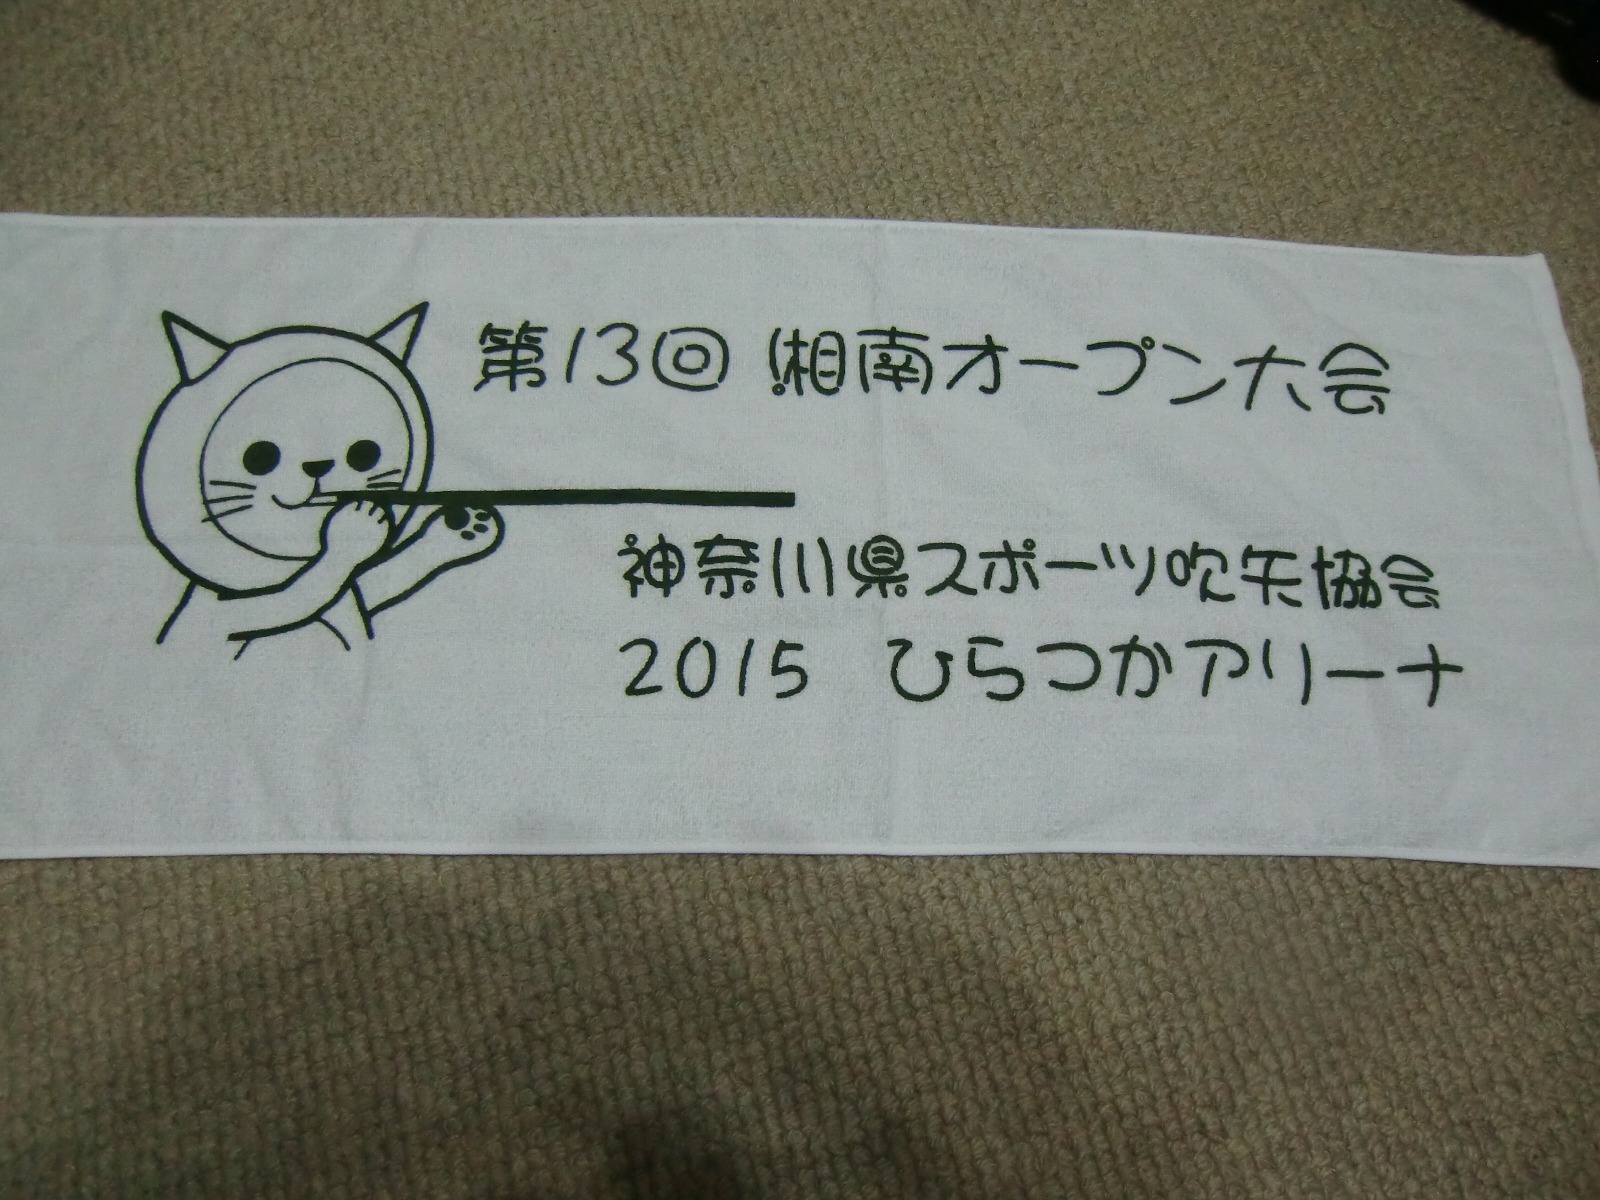 第13回 湘南オープン大会
神奈川県スポーツ吹矢協会
2015 ひらつかアリーナ